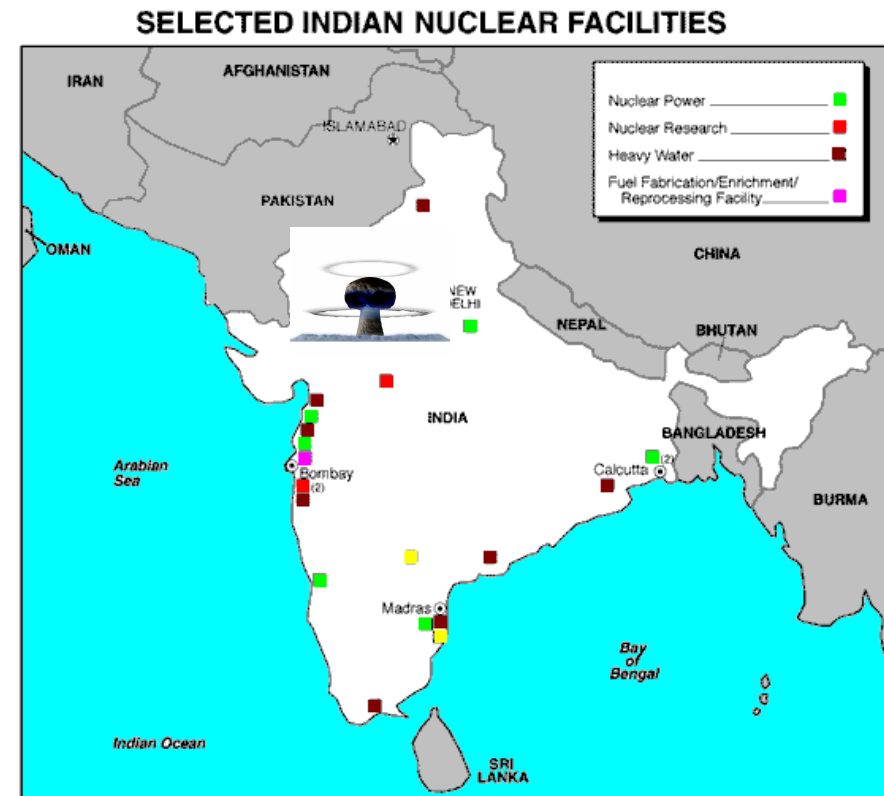 SELECTED INDIAN NUCLEAR FACILITIES
IRAN
AFGHANISTAN
Nuclear Power
Nuclear Research
Heavy Water
Fuel Fabrication/Enrichment/
Reprocessing Facility
ISLAMABAD
PAKISTAN
OMAN
CHINA
NEW
ELHI
NEPAL
BHUTAN
INDIA
BANGLADESH
(2)
Calcutta
Arabian
Sea
Bombay
(2)
BURMA
Madras
Bay
of
Bengal
Indian Ocean
SRI
LANKA